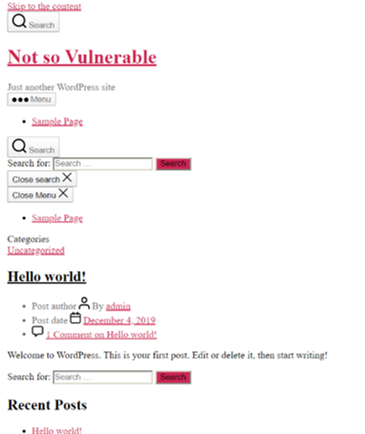 Skip to the content
Search
Not so Vulnerable
Just another WordPress site
Menu
Sample Page
Search
Search for: Search … Search
Close search
Close Menu
Sample Page
Categories
Uncategorized
Hello world!
Post author By admin
Post date December 4, 2019
1 Comment on Hello world!
Welcome to WordPress. This is your first post. Edit or delete it, then start writing!
Search for: Search … Search
Recent Posts
Hello world!